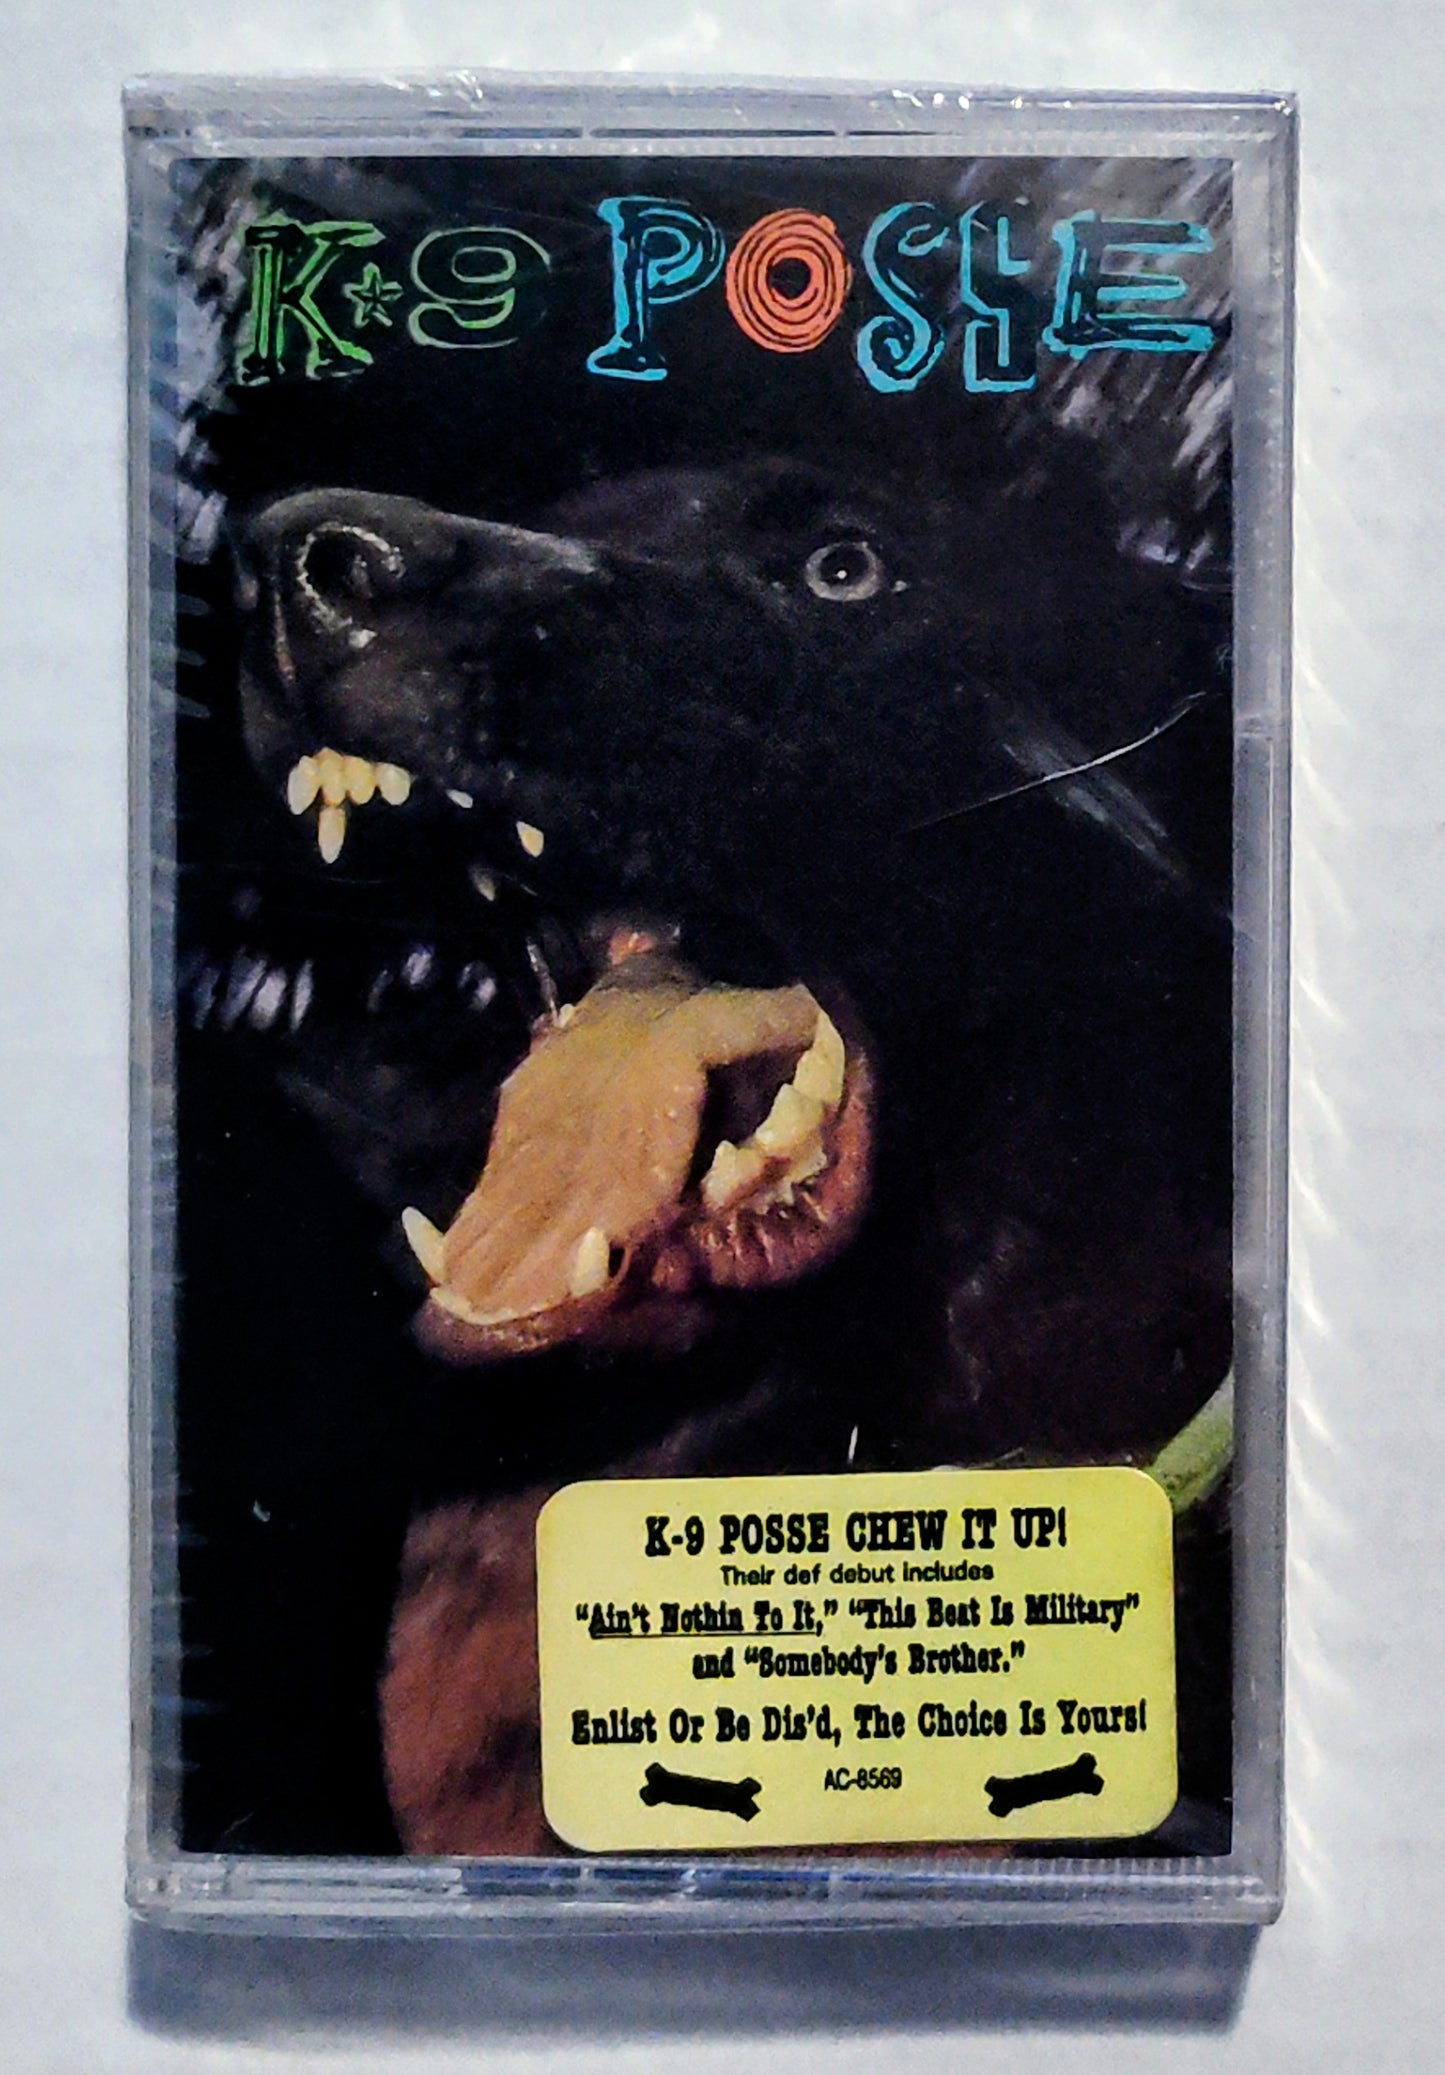 K★9 POSSE
K-9 POSSE CHEW IT UP!
Their def debut includes
“Ain't Nothin To It,” “This Beat Is Military”
and “Somebody's Brother.”
Enlist Or Be Dis'd, The Choice Is Yours!
AC-8569